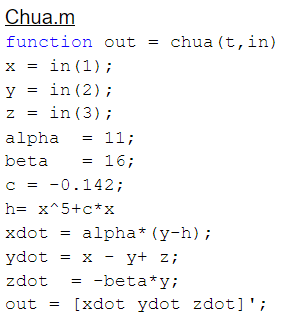 Chua.m
function out = chua(t,in)
x = in(1);
y = in(2);
z = in(3);
alpha  = 11;
beta   = 16;
c = -0.142;
h= x^5+c*x
xdot = alpha*(y-h);
ydot = x - y+ z;
zdot  = -beta*y;
out = [xdot ydot zdot]';